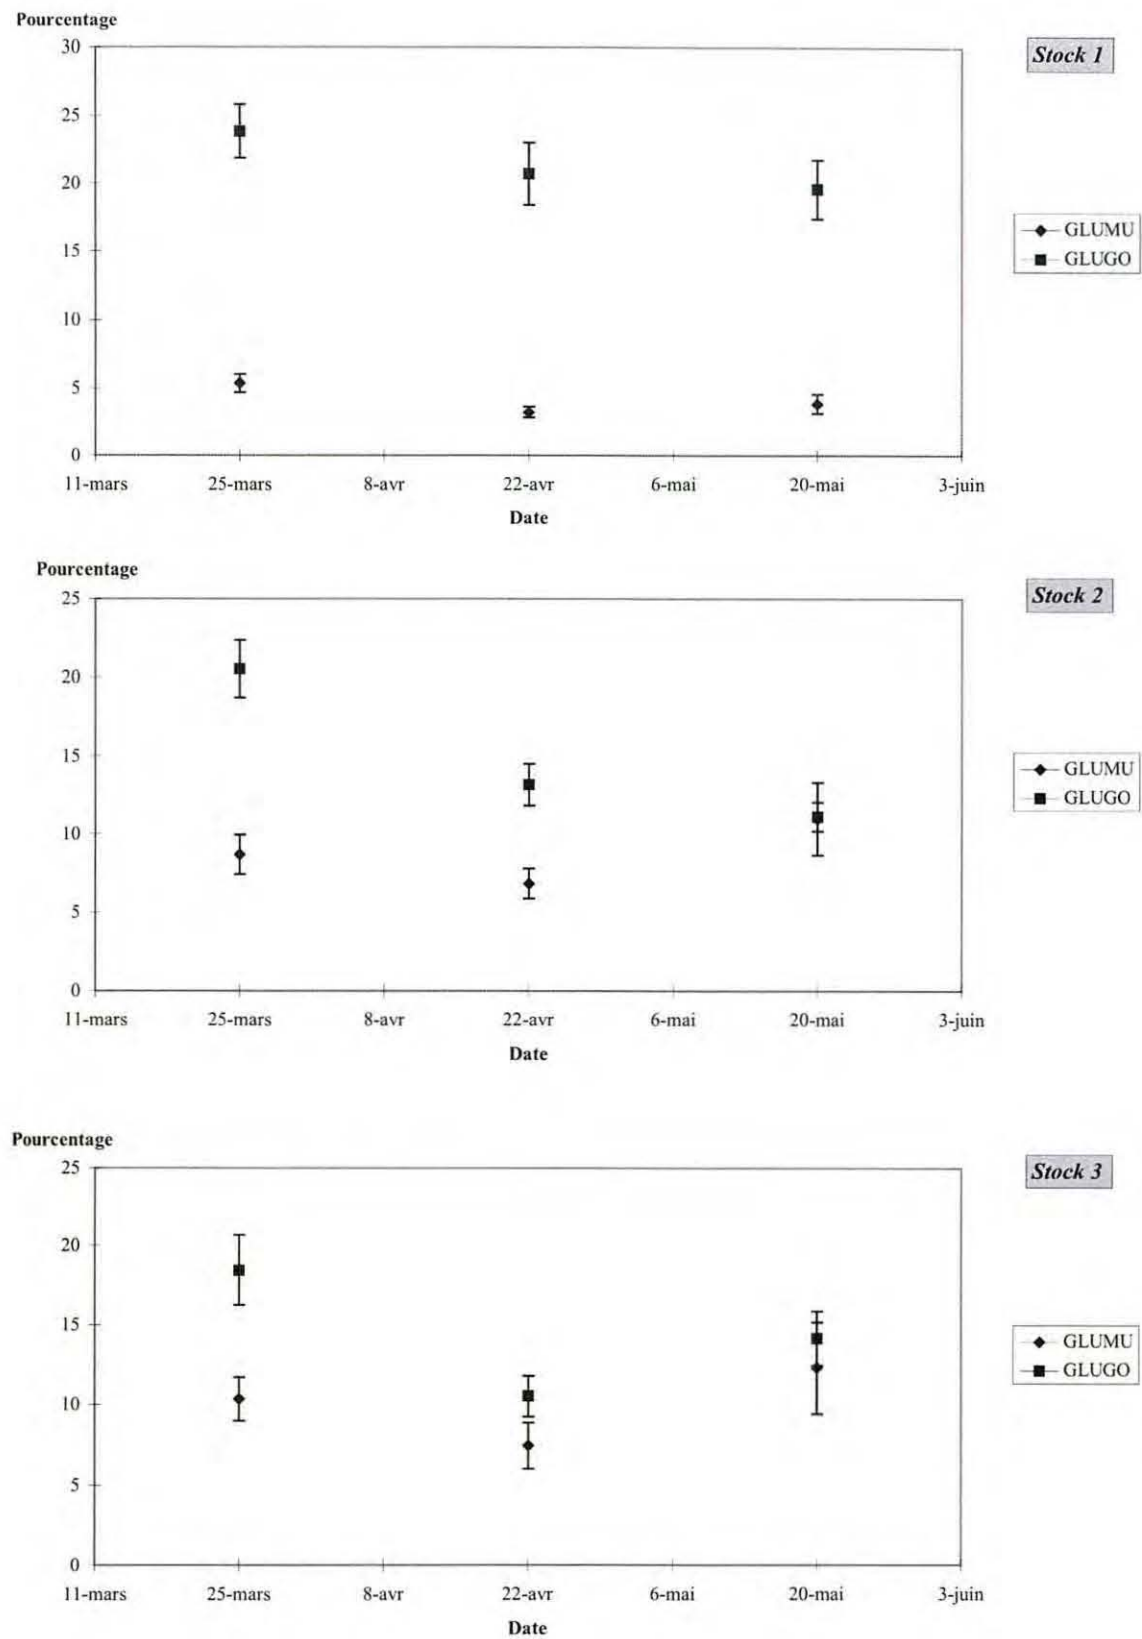 Pourcentage
Stock 1
30
25
20
15
10
5
0
GLUMU
GLUGO
11-mars 25-mars 8-avr 22-avr 6-mai 20-mai 3-juin
Date
Pourcentage
Stock 2
25
20
15
10
5
0
GLUMU
GLUGO
11-mars 25-mars 8-avr 22-avr 6-mai 20-mai 3-juin
Date
Pourcentage
Stock 3
25
20
15
10
5
0
GLUMU
GLUGO
11-mars 25-mars 8-avr 22-avr 6-mai 20-mai 3-juin
Date